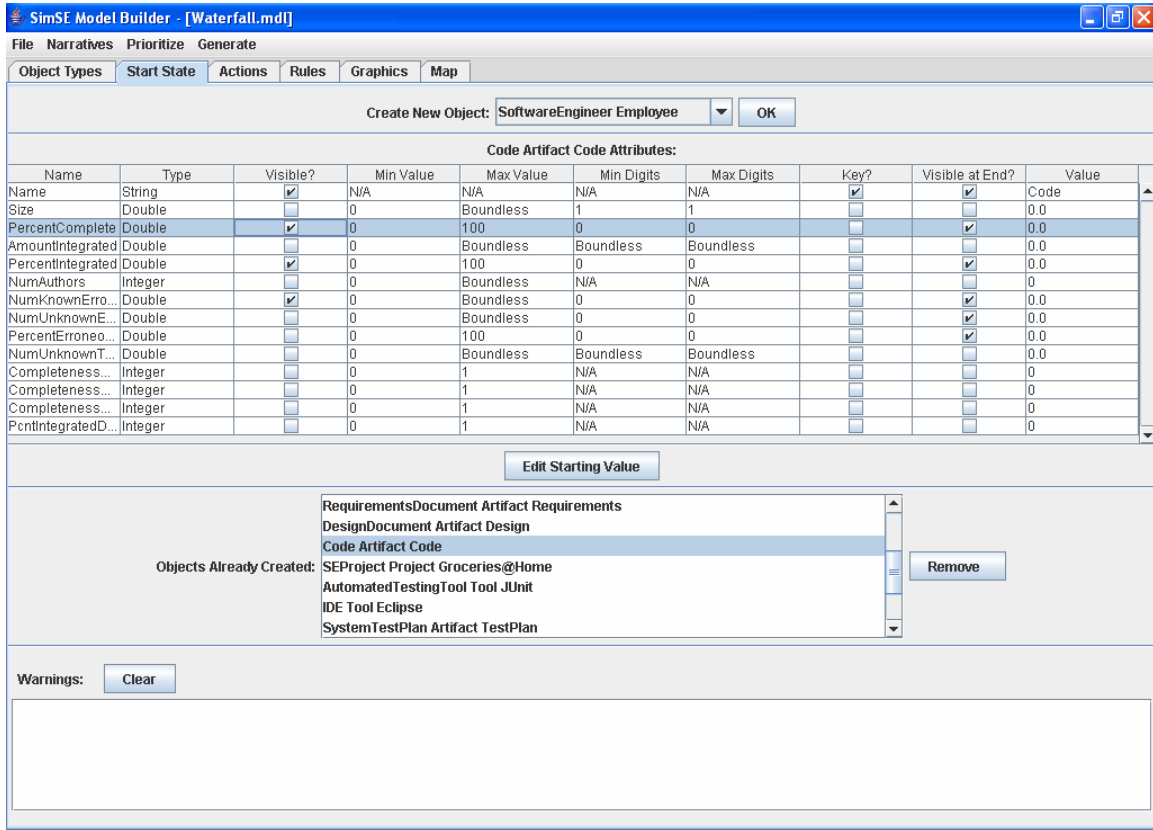 SimSE Model Builder - [Waterfall.mdl]
File Narratives Prioritize Generate
Object Types Start State Actions Rules Graphics Map
Create New Object: SoftwareEngineer Employee OK
Code Artifact Code Attributes:
Name Type Visible? Min Value Max Value Min Digits Max Digits Key? Visible at End? Value
Name String N/A N/A N/A N/A Code
Size Double 0 Boundless 1 1 0.0
PercentComplete Double 0 100 0 0 0.0
AmountIntegrated Double 0 Boundless Boundless Boundless 0.0
PercentIntegrated Double 0 100 0 0 0.0
NumAuthors Integer 0 Boundless N/A N/A 0
NumKnownErro... Double 0 Boundless 0 0 0.0
NumUnknownE... Double 0 Boundless 0 0 0.0
PercentErroneo... Double 0 100 0 0 0.0
NumUnknownT... Double 0 Boundless Boundless Boundless 0.0
Completeness... Integer 0 1 N/A N/A 0
Completeness... Integer 0 1 N/A N/A 0
Completeness... Integer 0 1 N/A N/A 0
PcntIntegratedD... Integer 0 1 N/A N/A 0
Edit Starting Value
RequirementsDocument Artifact Requirements
DesignDocument Artifact Design
Code Artifact Code
Objects Already Created: SEProject Project Groceries@Home Remove
AutomatedTestingTool Tool JUnit
IDE Tool Eclipse
SystemTestPlan Artifact TestPlan
Warnings: Clear